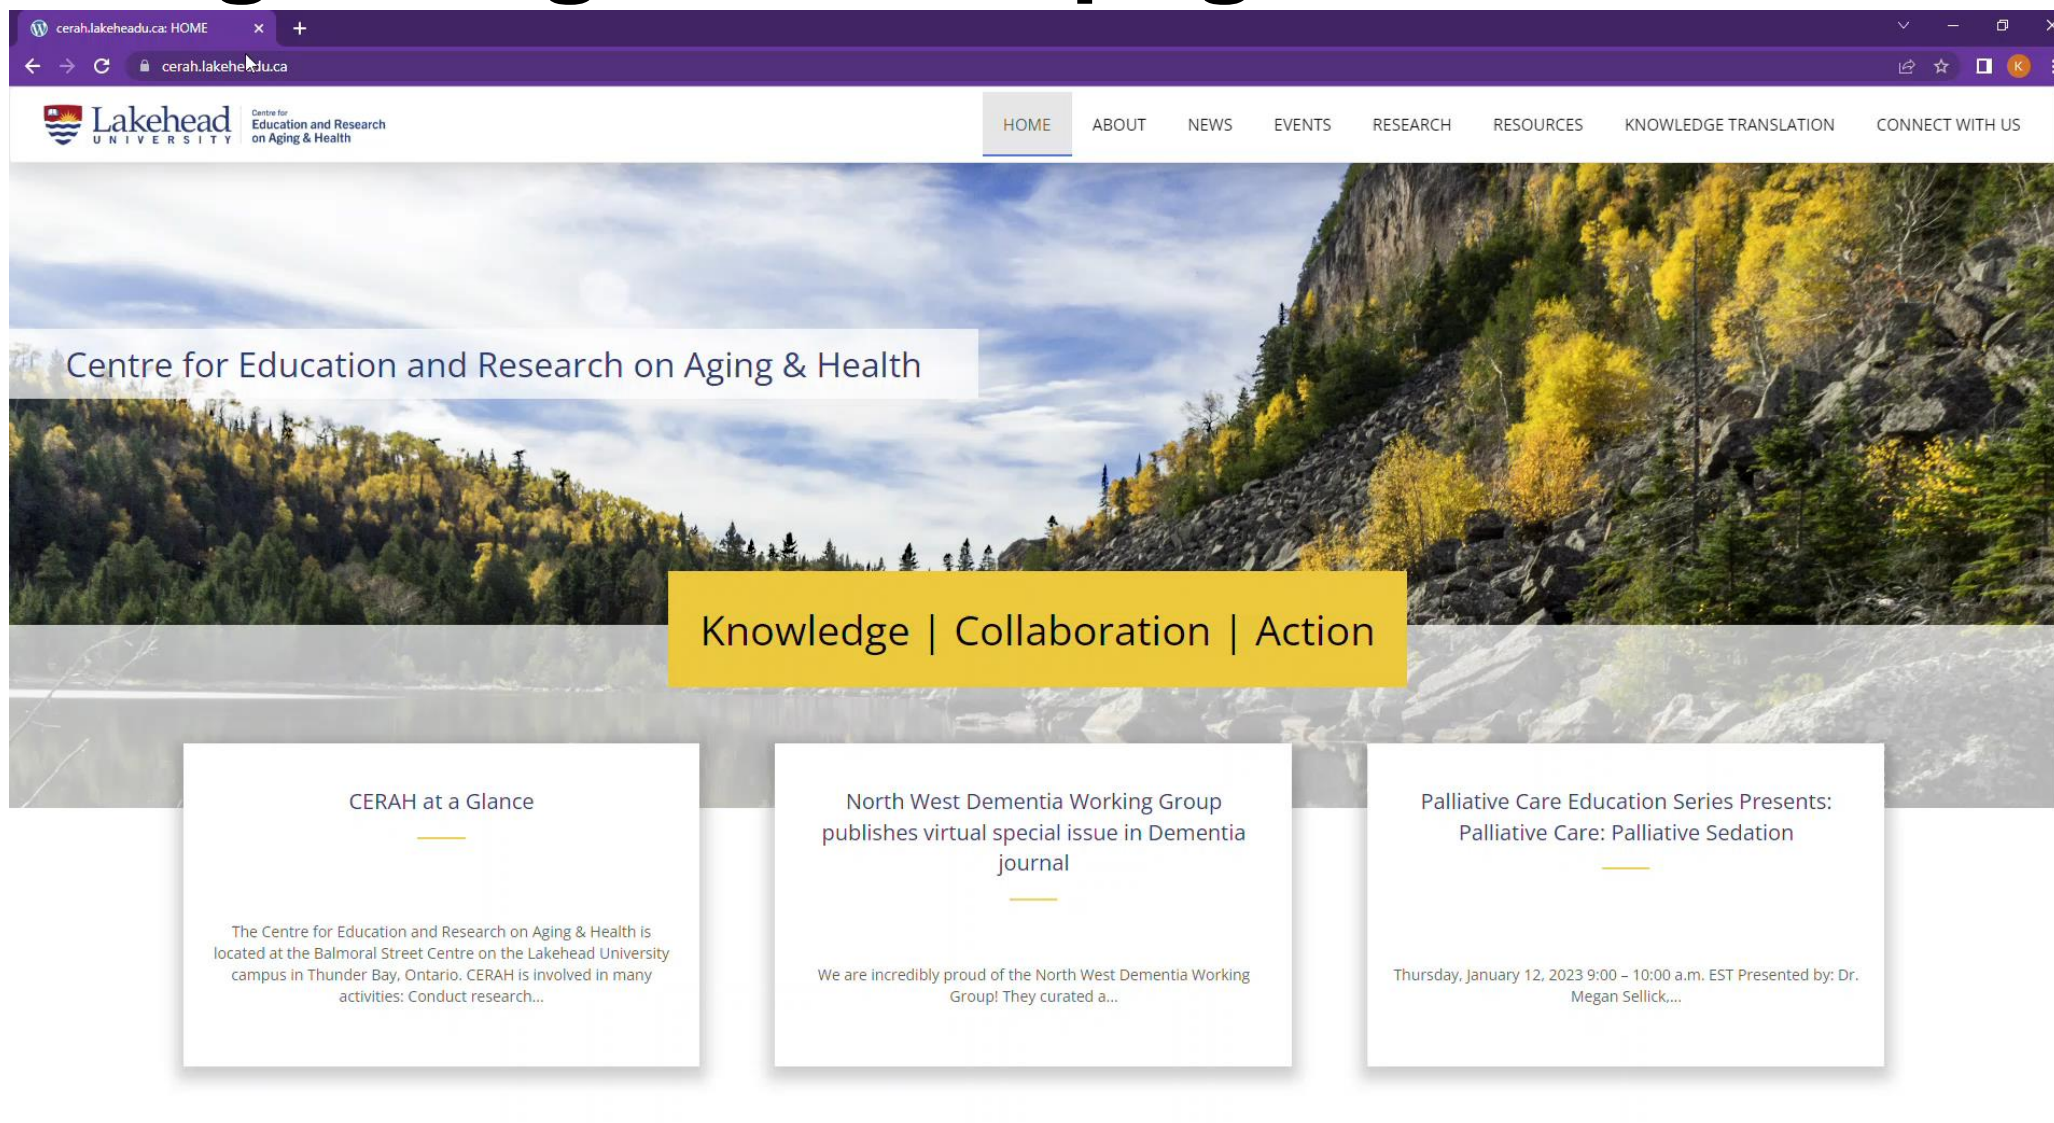 cerah.lakeheadu.ca: HOME
cerah.lakeheadu.ca
K
Lakehead
UNIVERSITY
Centre for
Education and Research
on Aging & Health
HOME ABOUT NEWS EVENTS RESEARCH RESOURCES KNOWLEDGE TRANSLATION CONNECT WITH US
Centre for Education and Research on Aging & Health
Knowledge | Collaboration | Action
CERAH at a Glance
The Centre for Education and Research on Aging & Health is
located at the Balmoral Street Centre on the Lakehead University
campus in Thunder Bay, Ontario. CERAH is involved in many
activities: Conduct research...
North West Dementia Working Group
publishes virtual special issue in Dementia
journal
We are incredibly proud of the North West Dementia Working
Group! They curated a...
Palliative Care Education Series Presents:
Palliative Care: Palliative Sedation
Thursday, January 12, 2023 9:00 – 10:00 a.m. EST Presented by: Dr.
Megan Sellick,...